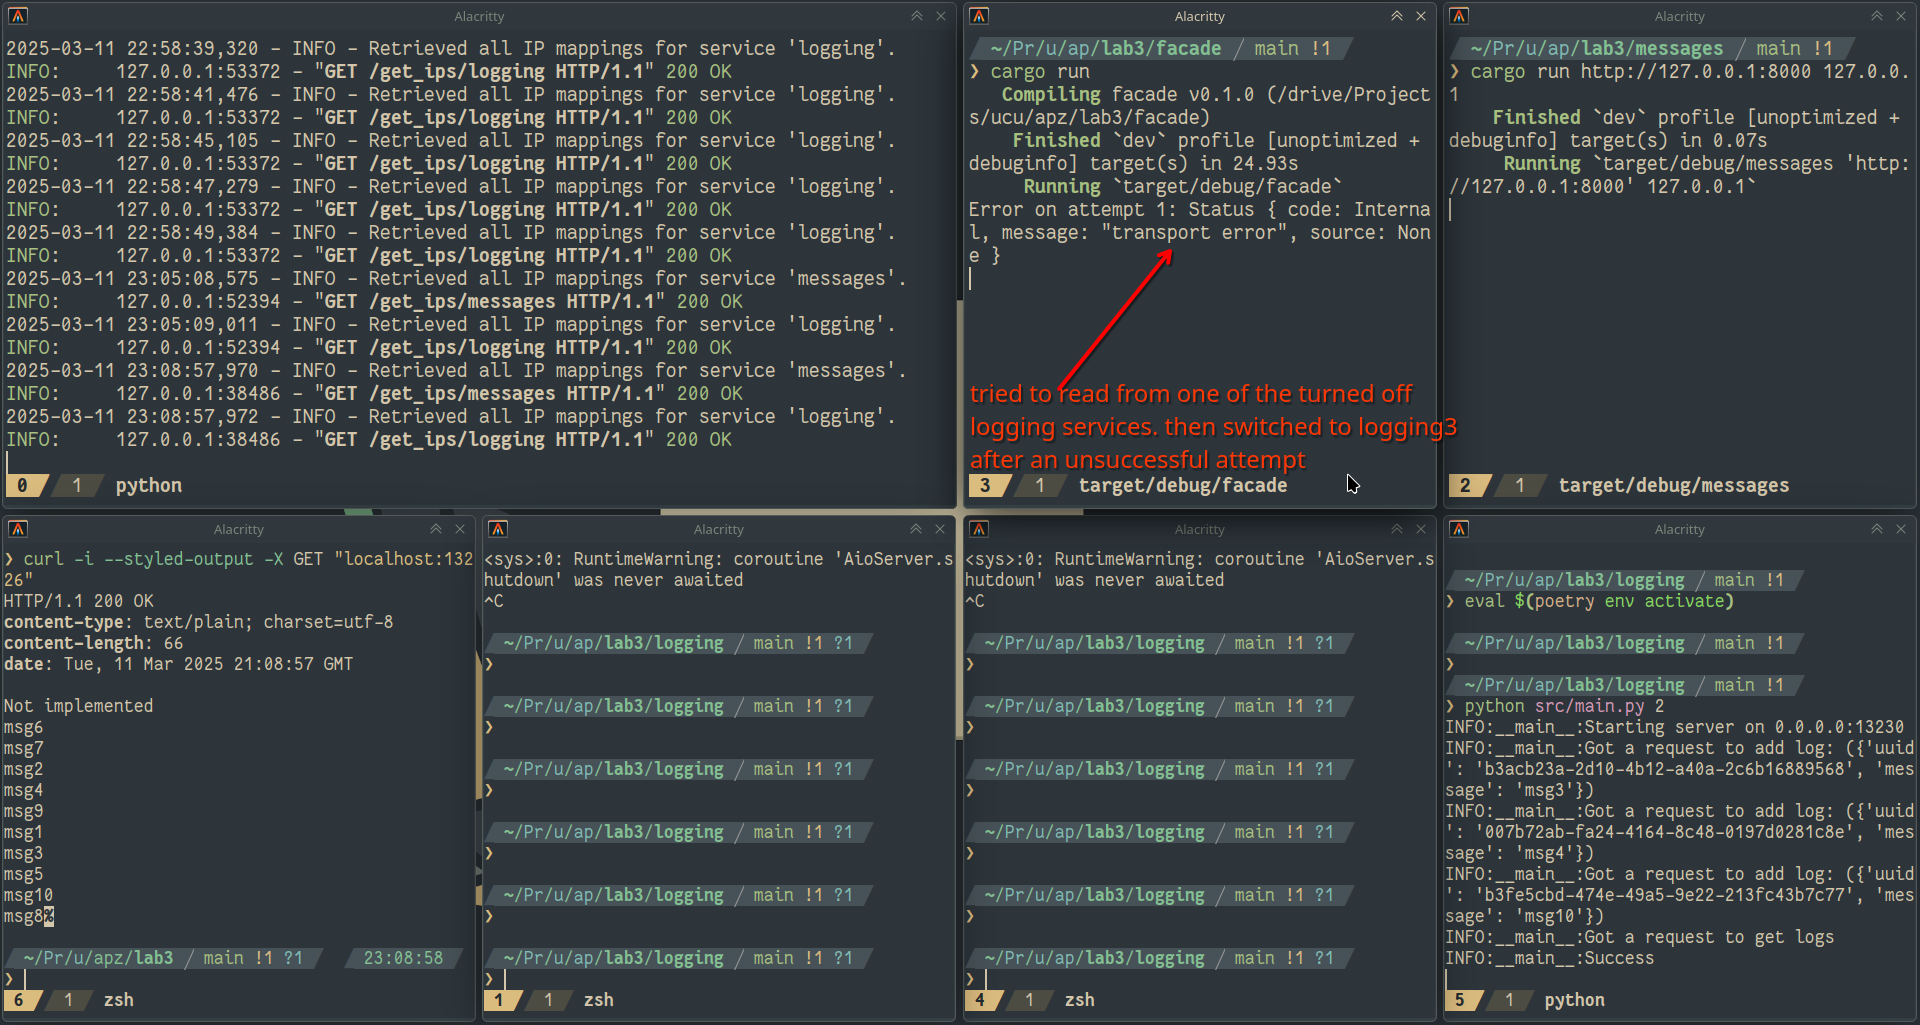 Alacritty
2025-03-11 22:58:39,320 - INFO - Retrieved all IP mappings for service 'logging'.
INFO:     127.0.0.1:53372 - "GET /get_ips/logging HTTP/1.1" 200 OK
2025-03-11 22:58:41,476 - INFO - Retrieved all IP mappings for service 'logging'.
INFO:     127.0.0.1:53372 - "GET /get_ips/logging HTTP/1.1" 200 OK
2025-03-11 22:58:45,105 - INFO - Retrieved all IP mappings for service 'logging'.
INFO:     127.0.0.1:53372 - "GET /get_ips/logging HTTP/1.1" 200 OK
2025-03-11 22:58:47,279 - INFO - Retrieved all IP mappings for service 'logging'.
INFO:     127.0.0.1:53372 - "GET /get_ips/logging HTTP/1.1" 200 OK
2025-03-11 22:58:49,384 - INFO - Retrieved all IP mappings for service 'logging'.
INFO:     127.0.0.1:53372 - "GET /get_ips/logging HTTP/1.1" 200 OK
2025-03-11 23:05:08,575 - INFO - Retrieved all IP mappings for service 'messages'.
INFO:     127.0.0.1:52394 - "GET /get_ips/messages HTTP/1.1" 200 OK
2025-03-11 23:05:09,011 - INFO - Retrieved all IP mappings for service 'logging'.
INFO:     127.0.0.1:52394 - "GET /get_ips/logging HTTP/1.1" 200 OK
2025-03-11 23:08:57,970 - INFO - Retrieved all IP mappings for service 'messages'.
INFO:     127.0.0.1:38486 - "GET /get_ips/messages HTTP/1.1" 200 OK
2025-03-11 23:08:57,972 - INFO - Retrieved all IP mappings for service 'logging'.
INFO:     127.0.0.1:38486 - "GET /get_ips/logging HTTP/1.1" 200 OK
0 1 python
Alacritty
~/Pr/u/ap/lab3/facade / main !1
❯ cargo run
Compiling facade v0.1.0 (/drive/Project
s/ucu/apz/lab3/facade)
Finished `dev` profile [unoptimized +
debuginfo] target(s) in 24.93s
Running `target/debug/facade`
Error on attempt 1: Status { code: Interna
l, message: "transport error", source: Non
e }
tried to read from one of the turned off
logging services. then switched to logging3
after an unsuccessful attempt
3 1 target/debug/facade
Alacritty
~/Pr/u/ap/lab3/messages / main !1
❯ cargo run http://127.0.0.1:8000 127.0.0.
1
Finished `dev` profile [unoptimized +
debuginfo] target(s) in 0.07s
Running `target/debug/messages 'http:
//127.0.0.1:8000' 127.0.0.1`
2 1 target/debug/messages
Alacritty
❯ curl -i --styled-output -X GET "localhost:132
26"
HTTP/1.1 200 OK
content-type: text/plain; charset=utf-8
content-length: 66
date: Tue, 11 Mar 2025 21:08:57 GMT
Not implemented
msg6
msg7
msg2
msg4
msg9
msg1
msg3
msg5
msg10
msg8%
~/Pr/u/apz/lab3 / main !1 ?1 23:08:58
❯
6 1 zsh
Alacritty
<sys>:0: RuntimeWarning: coroutine 'AioServer.s
hutdown' was never awaited
^C
~/Pr/u/ap/lab3/logging / main !1 ?1
❯
~/Pr/u/ap/lab3/logging / main !1 ?1
❯
~/Pr/u/ap/lab3/logging / main !1 ?1
❯
~/Pr/u/ap/lab3/logging / main !1 ?1
❯
~/Pr/u/ap/lab3/logging / main !1 ?1
❯
~/Pr/u/ap/lab3/logging / main !1 ?1
❯
1 1 zsh
Alacritty
<sys>:0: RuntimeWarning: coroutine 'AioServer.s
hutdown' was never awaited
^C
~/Pr/u/ap/lab3/logging / main !1 ?1
❯
~/Pr/u/ap/lab3/logging / main !1 ?1
❯
~/Pr/u/ap/lab3/logging / main !1 ?1
❯
~/Pr/u/ap/lab3/logging / main !1 ?1
❯
~/Pr/u/ap/lab3/logging / main !1 ?1
❯
~/Pr/u/ap/lab3/logging / main !1 ?1
❯
4 1 zsh
Alacritty
~/Pr/u/ap/lab3/logging / main !1
❯ eval $(poetry env activate)
~/Pr/u/ap/lab3/logging / main !1
❯
~/Pr/u/ap/lab3/logging / main !1
❯ python src/main.py 2
INFO:__main__:Starting server on 0.0.0.0:13230
INFO:__main__:Got a request to add log: ({'uuid
': 'b3acb23a-2d10-4b12-a40a-2c6b16889568', 'mes
sage': 'msg3'})
INFO:__main__:Got a request to add log: ({'uuid
': '007b72ab-fa24-4164-8c48-0197d0281c8e', 'mes
sage': 'msg4'})
INFO:__main__:Got a request to add log: ({'uuid
': 'b3fe5cbd-474e-49a5-9e22-213fc43b7c77', 'mes
sage': 'msg10'})
INFO:__main__:Got a request to get logs
INFO:__main__:Success
5 1 python